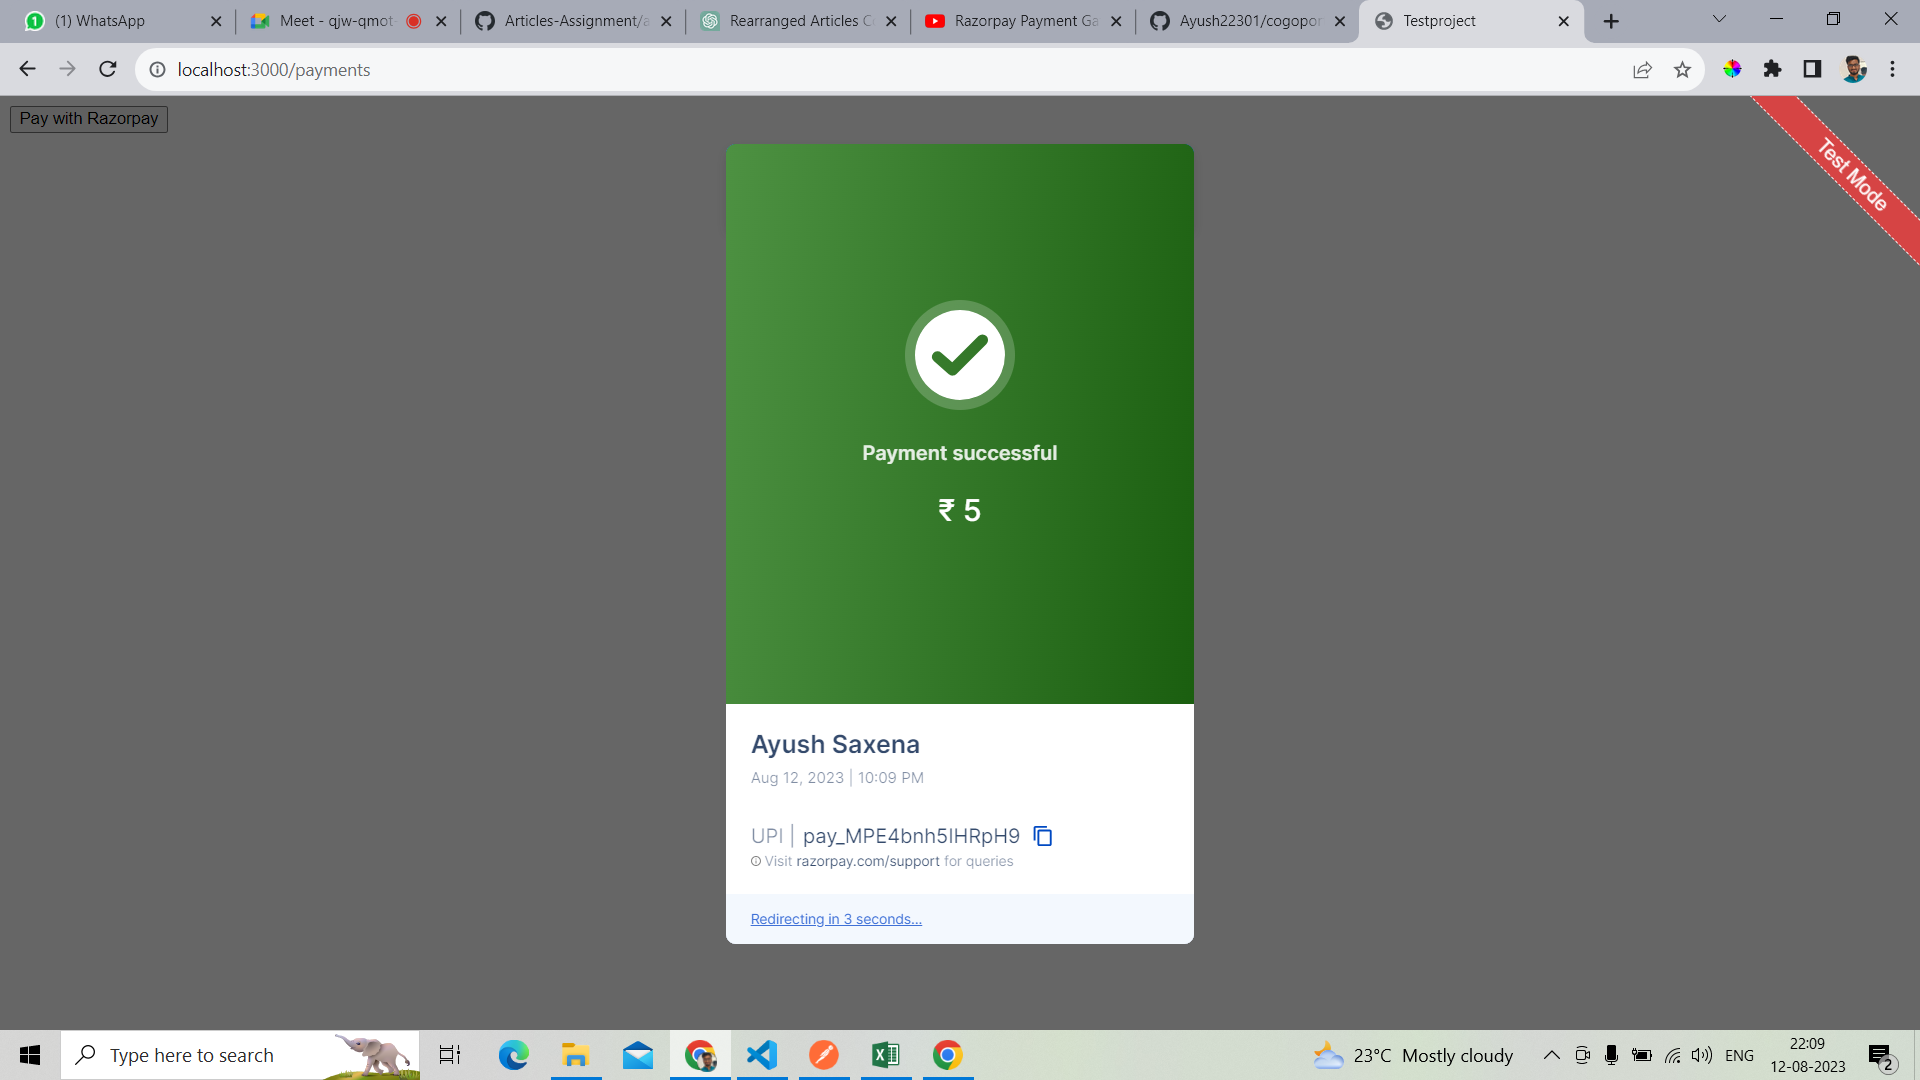 (1) WhatsApp
Meet - qjw-qmot-
Articles-Assignment/a
Rearranged Articles C
Razorpay Payment Ga
Ayush22301/cogopor
Testproject
localhost:3000/payments
Pay with Razorpay
Test Mode
Payment successful
₹ 5
Ayush Saxena
Aug 12, 2023 | 10:09 PM
UPI | pay_MPE4bnh5IHRpH9
Visit razorpay.com/support for queries
Redirecting in 3 seconds...
Type here to search
23°C Mostly cloudy
ENG
22:09
12-08-2023
2